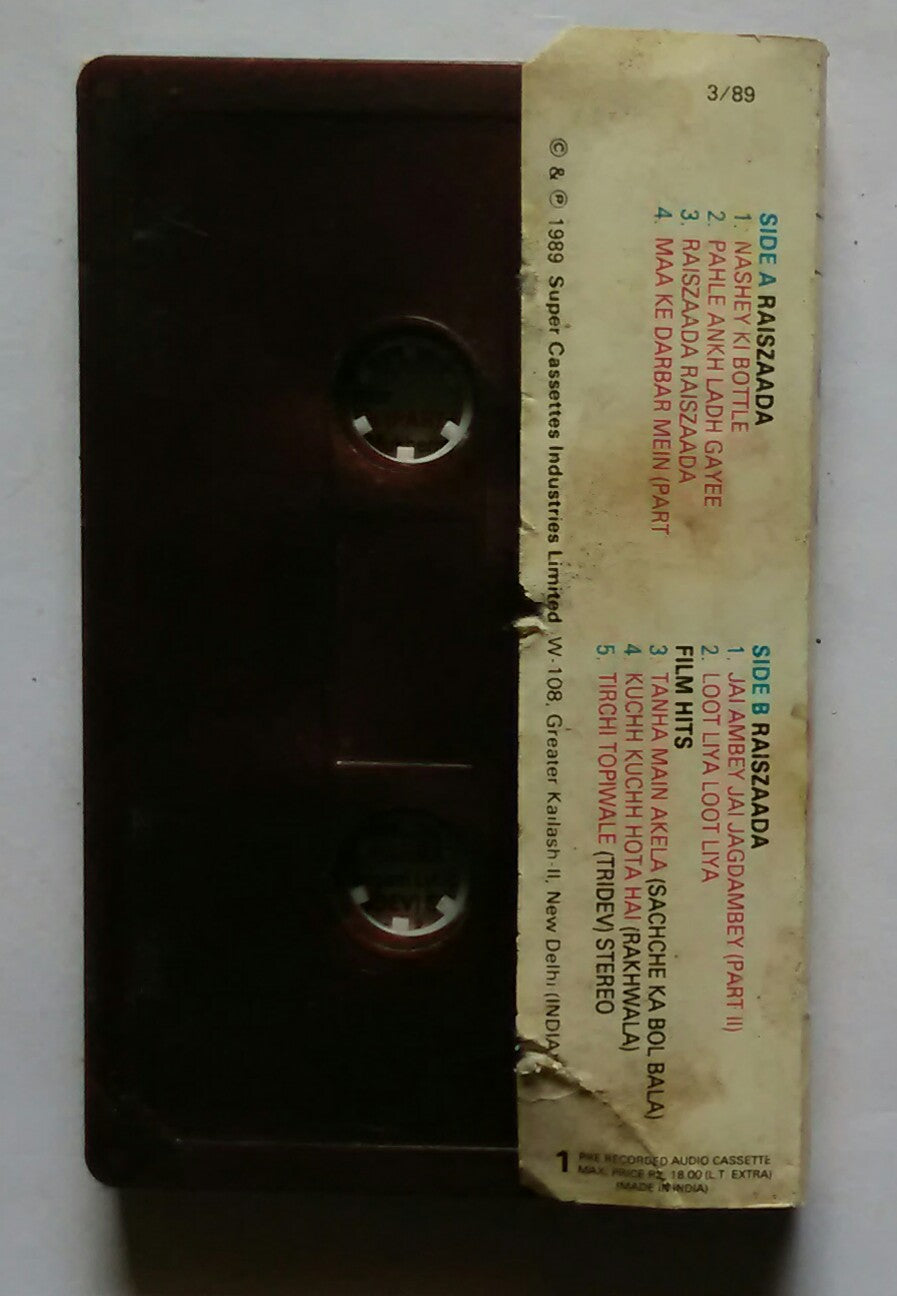 3/89
SIDE A RAISZAADA
1. NASHEY KI BOTTLE
2. PAHLE ANKH LADH GAYEE
3. RAISZAADA RAISZAADA
4. MAA KE DARBAR MEIN (PART
SIDE B RAISZAADA
1. JAI AMBEY JAI JAGDAMBEY (PART II)
2. LOOT LIYA LOOT LIYA
FILM HITS
3. TANHA MAIN AKELA (SACHCHE KA BOL BALA)
4. KUCHH KUCHH HOTA HAI (RAKHWALA)
5. TIRCHI TOPIWALE (TRIDEV) STEREO
© & ℗ 1989 Super Cassettes Industries Limited W-108, Greater Kailash-II, New Delhi (INDIA
1 PRE RECORDED AUDIO CASSETTE
MAX. PRICE RS. 18.00 (L.T. EXTRA)
(MADE IN INDIA)